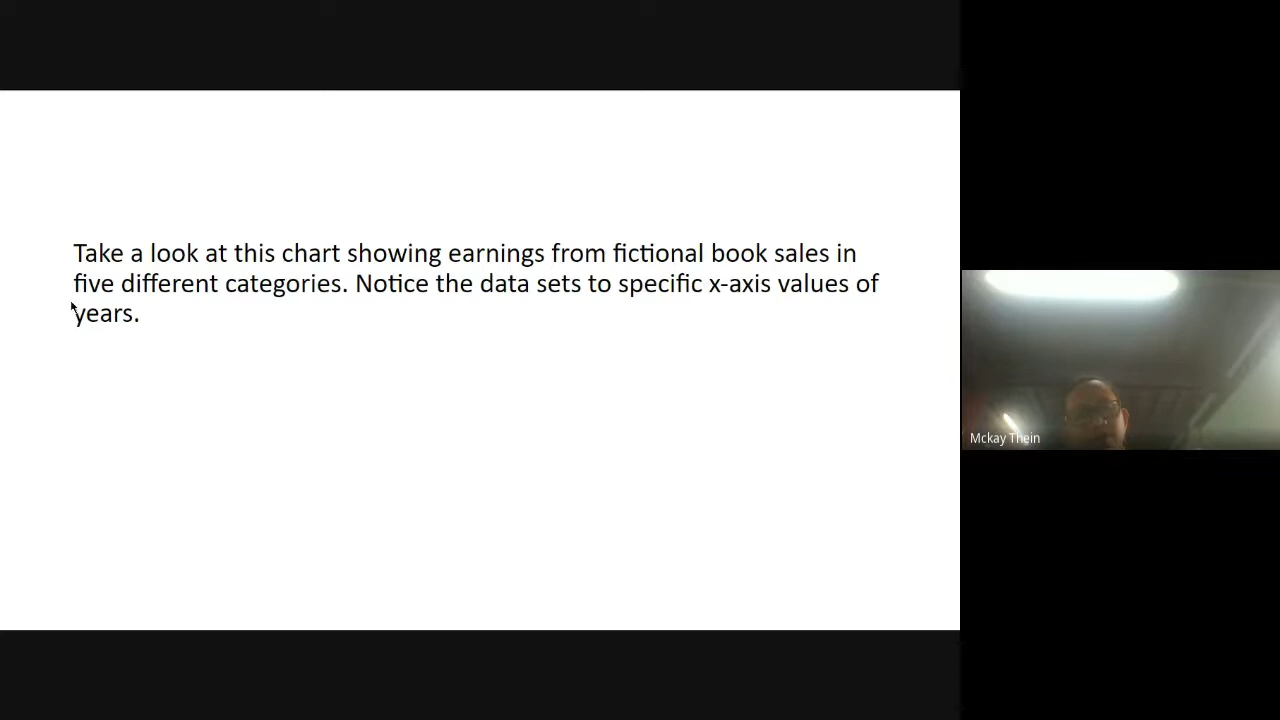 Take a look at this chart showing earnings from fictional book sales in
five different categories. Notice the data sets to specific x-axis values of
years.
Mckay Thein